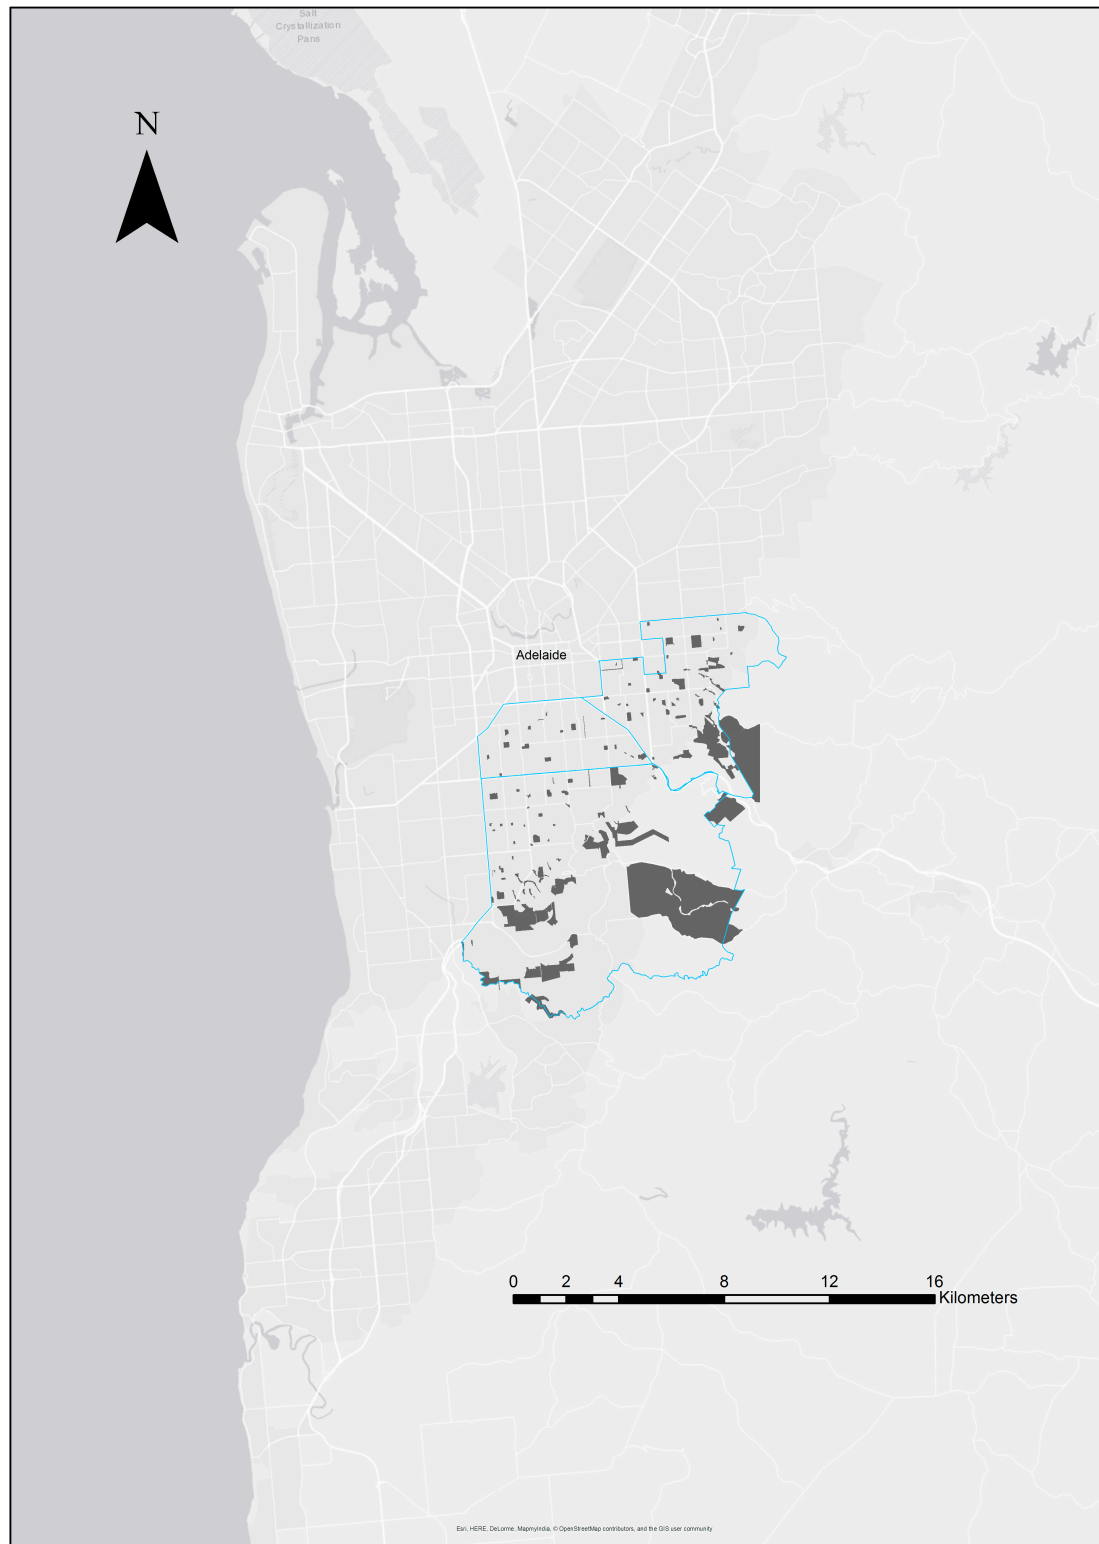 Salt
Crystallization
Pans
N
Adelaide
0 2 4 8 12 16
Kilometers
Esri, HERE, DeLorme, MapmyIndia, © OpenStreetMap contributors, and the GIS user community